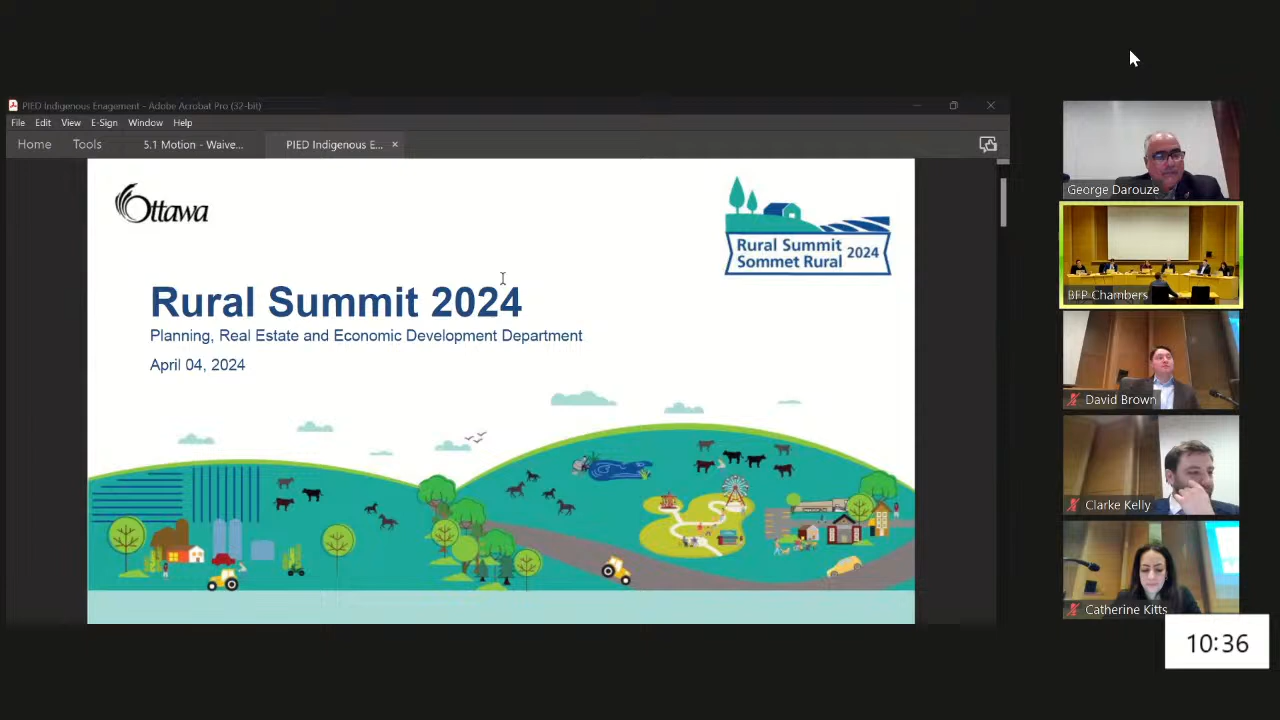 PIED Indigenous Enagement - Adobe Acrobat Pro (32-bit)
File Edit View E-Sign Window Help
Home Tools 5.1 Motion - Waive... PIED Indigenous E... ×
Ottawa
Rural Summit
Sommet Rural 2024
Rural Summit 2024
Planning, Real Estate and Economic Development Department
April 04, 2024
George Darouze
BFP Chambers
David Brown
Clarke Kelly
Catherine Kitts
10:36